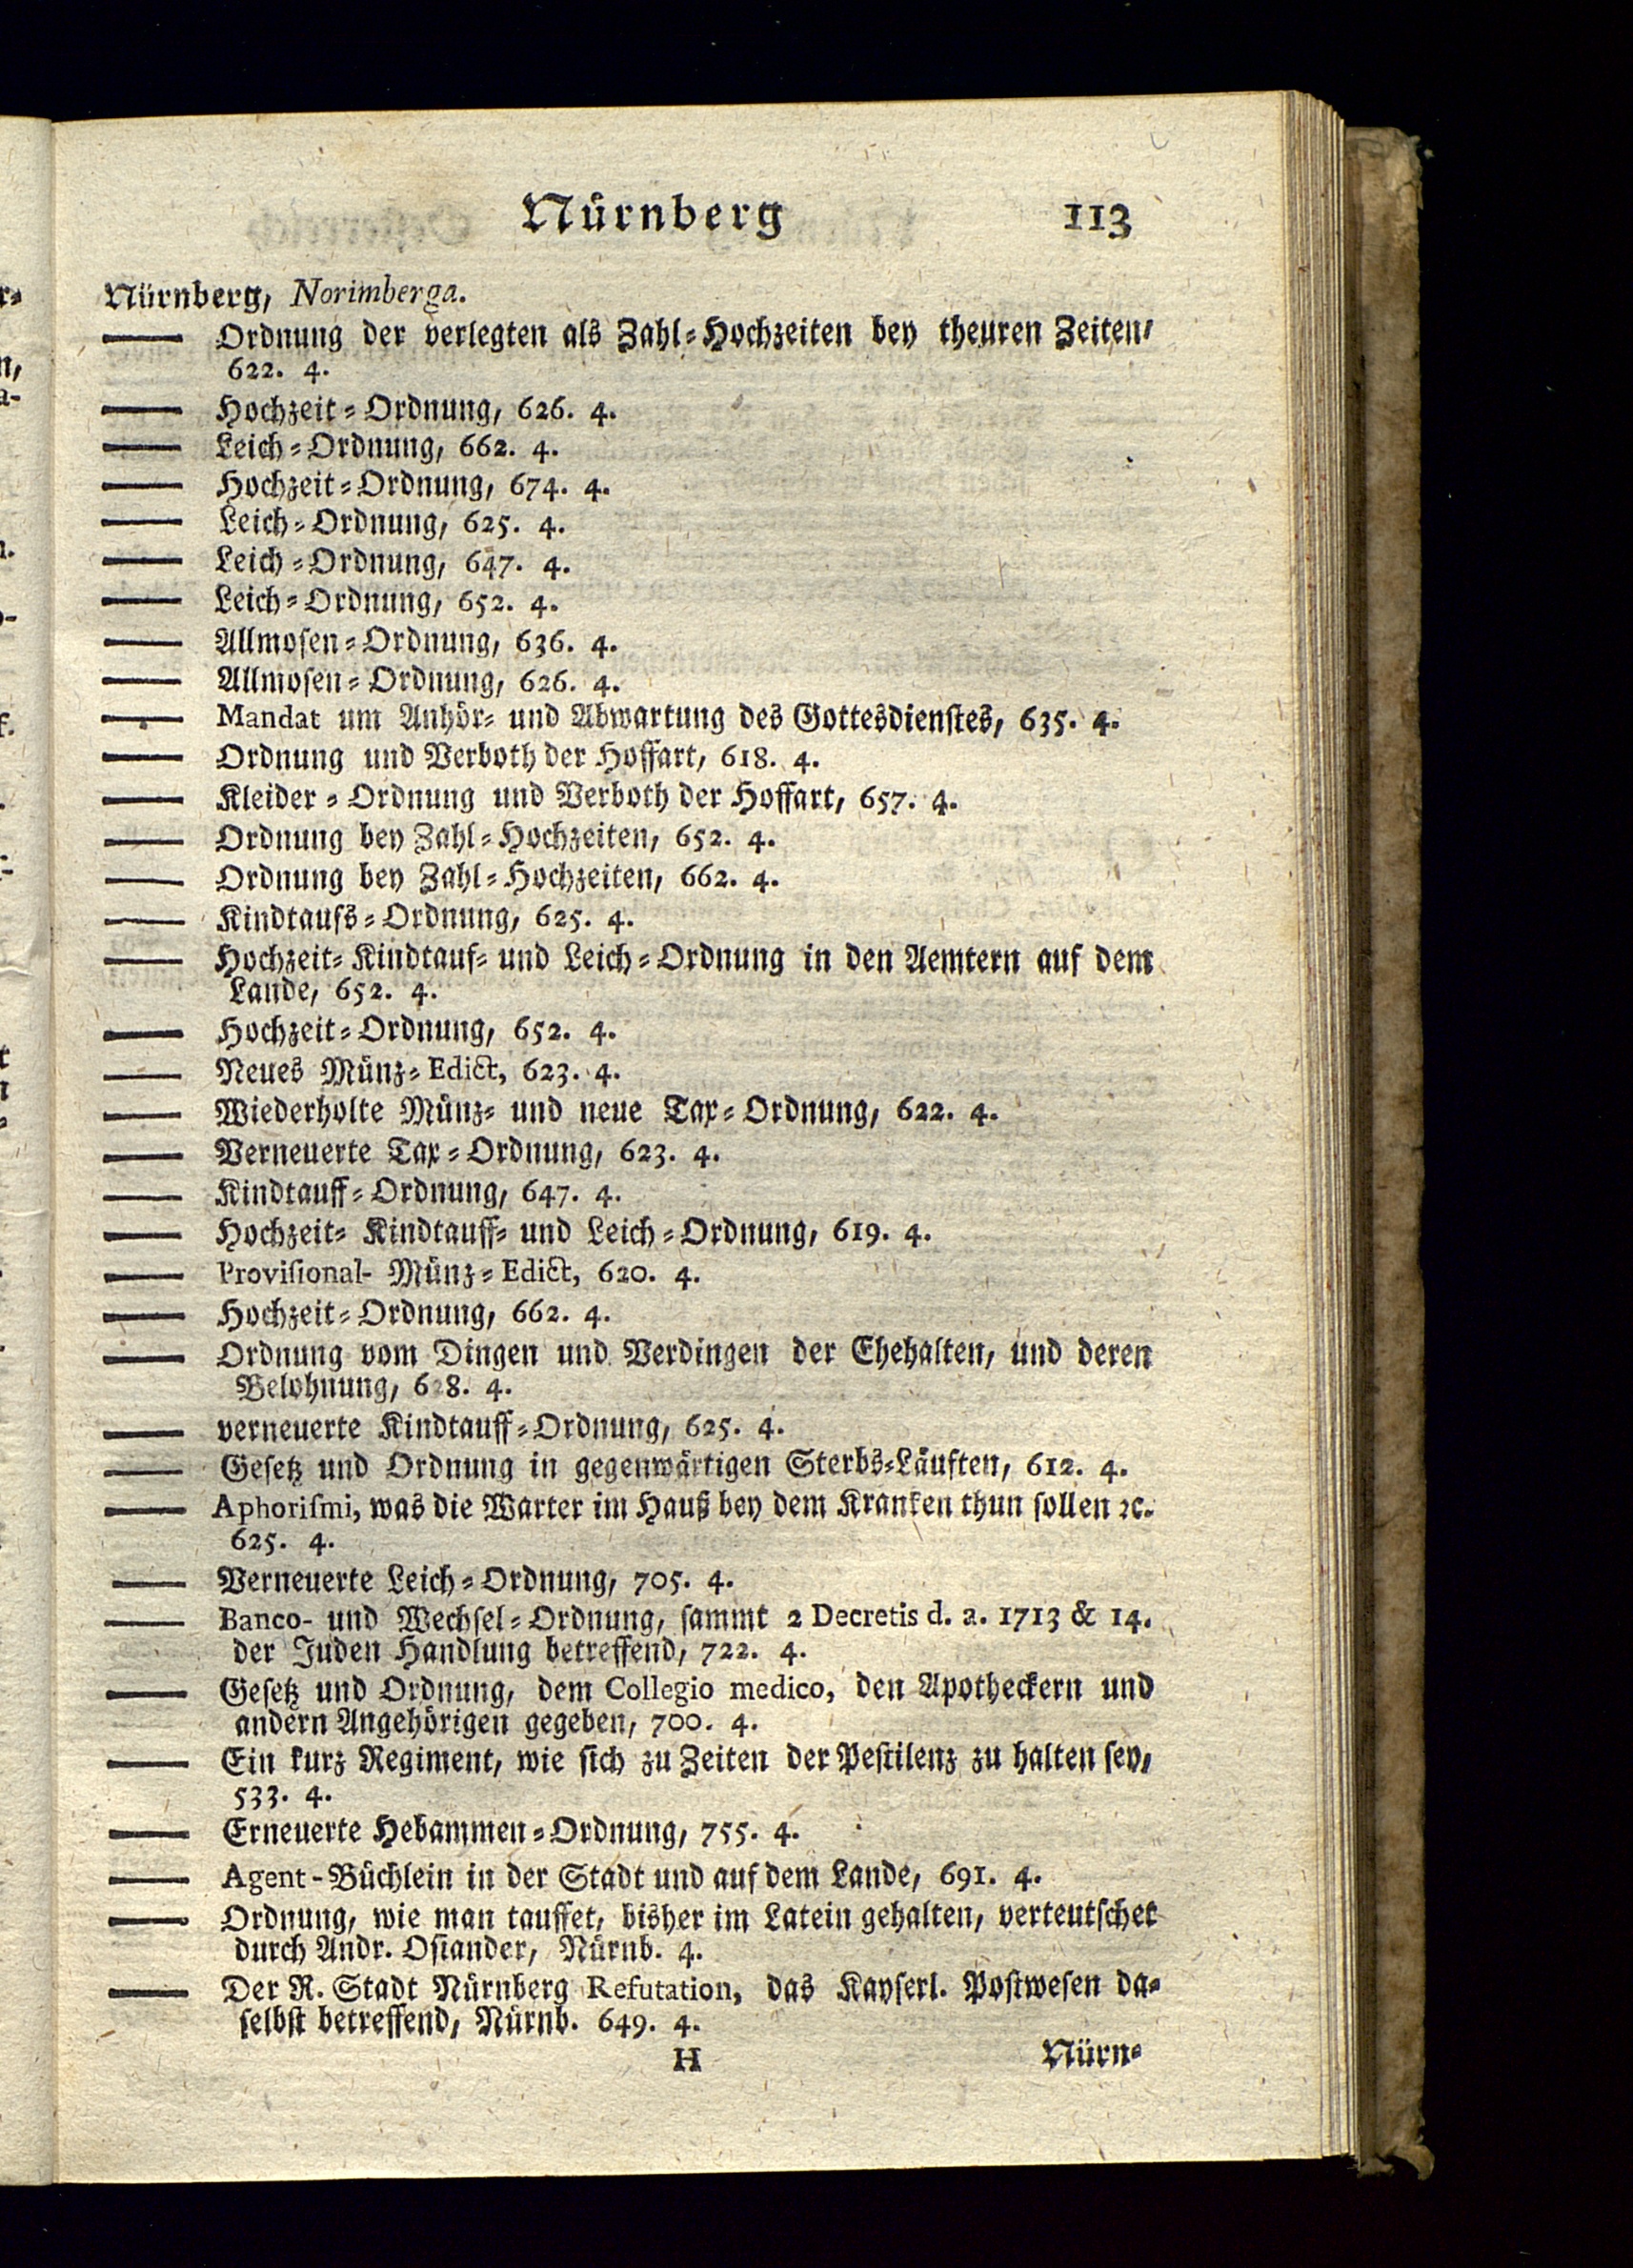 Nürnberg 113
Nürnberg, Norimberga.
— Ordnung der verlegten als Zahl-Hochzeiten bey theuren Zeiten,
622. 4.
— Hochzeit-Ordnung, 626. 4.
— Leich-Ordnung, 662. 4.
— Hochzeit-Ordnung, 674. 4.
— Leich-Ordnung, 625. 4.
— Leich-Ordnung, 647. 4.
— Leich-Ordnung, 652. 4.
— Allmosen-Ordnung, 636. 4.
— Allmosen-Ordnung, 626. 4.
— Mandat um Anhör- und Abwartung des Gottesdienstes, 635. 4.
— Ordnung und Verboth der Hoffart, 618. 4.
— Kleider-Ordnung und Verboth der Hoffart, 657. 4.
— Ordnung bey Zahl-Hochzeiten, 652. 4.
— Ordnung bey Zahl-Hochzeiten, 662. 4.
— Kindtaufs-Ordnung, 625. 4.
— Hochzeit- Kindtauf- und Leich-Ordnung in den Aemtern auf dem
Lande, 652. 4.
— Hochzeit-Ordnung, 652. 4.
— Neues Münz-Edict, 623. 4.
— Wiederholte Münz- und neue Tax-Ordnung, 622. 4.
— Verneuerte Tax-Ordnung, 623. 4.
— Kindtauff-Ordnung, 647. 4.
— Hochzeit- Kindtauff- und Leich-Ordnung, 619. 4.
— Provisional- Münz-Edict, 620. 4.
— Hochzeit-Ordnung, 662. 4.
— Ordnung vom Dingen und Verdingen der Ehehalten, und deren
Belohnung, 4.
— verneuerte Kindtauff-Ordnung, 625. 4.
— Gesetz und Ordnung in gegenwärtigen Sterbs-Läuften, 612. 4.
— Aphorismi, was die Warter im Hauß bey dem Kranken thun sollen ꝛc.
625. 4.
— Verneuerte Leich-Ordnung, 705. 4.
— Banco- und Wechsel-Ordnung, sammt 2 Decretis d. a. 1713 & 14.
der Juden Handlung betreffend, 722. 4.
— Gesetz und Ordnung, dem Collegio medico, den Apotheckern und
andern Angehörigen gegeben, 700. 4.
— Ein kurz Regiment, wie sich zu Zeiten der Pestilenz zu halten sey,
533. 4.
— Erneuerte Hebammen-Ordnung, 755. 4.
— Agent-Büchlein in der Stadt und auf dem Lande, 691. 4.
— Ordnung, wie man tauffet, bisher im Latein gehalten, verteutschet
durch Andr. Osiander, Nürnb. 4.
— Der R. Stadt Nürnberg Refutation, das Kayserl. Postwesen da-
selbst betreffend, Nürnb. 649. 4.
H Nürn-